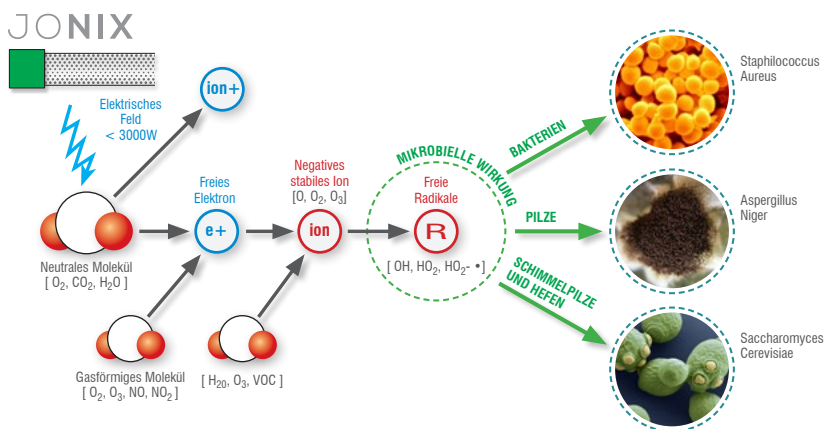 JONIX
Elektrisches
Feld
< 3000W
ion+
Neutrales Molekül
[ O₂, CO₂, H₂O ]
Freies
Elektron
e+
Negatives
stabiles Ion
[O, O₂, O₃]
ion
Gasförmiges Molekül
[ O₂, O₃, NO, NO₂ ]
[ H₂₀, O₃, VOC ]
MIKROBIELLE WIRKUNG
Freie
Radikale
R
[ OH, HO₂, HO₂- •]
BAKTERIEN
PILZE
SCHIMMELPILZE
UND HEFEN
Staphilococcus
Aureus
Aspergillus
Niger
Saccharomyces
Cerevisiae